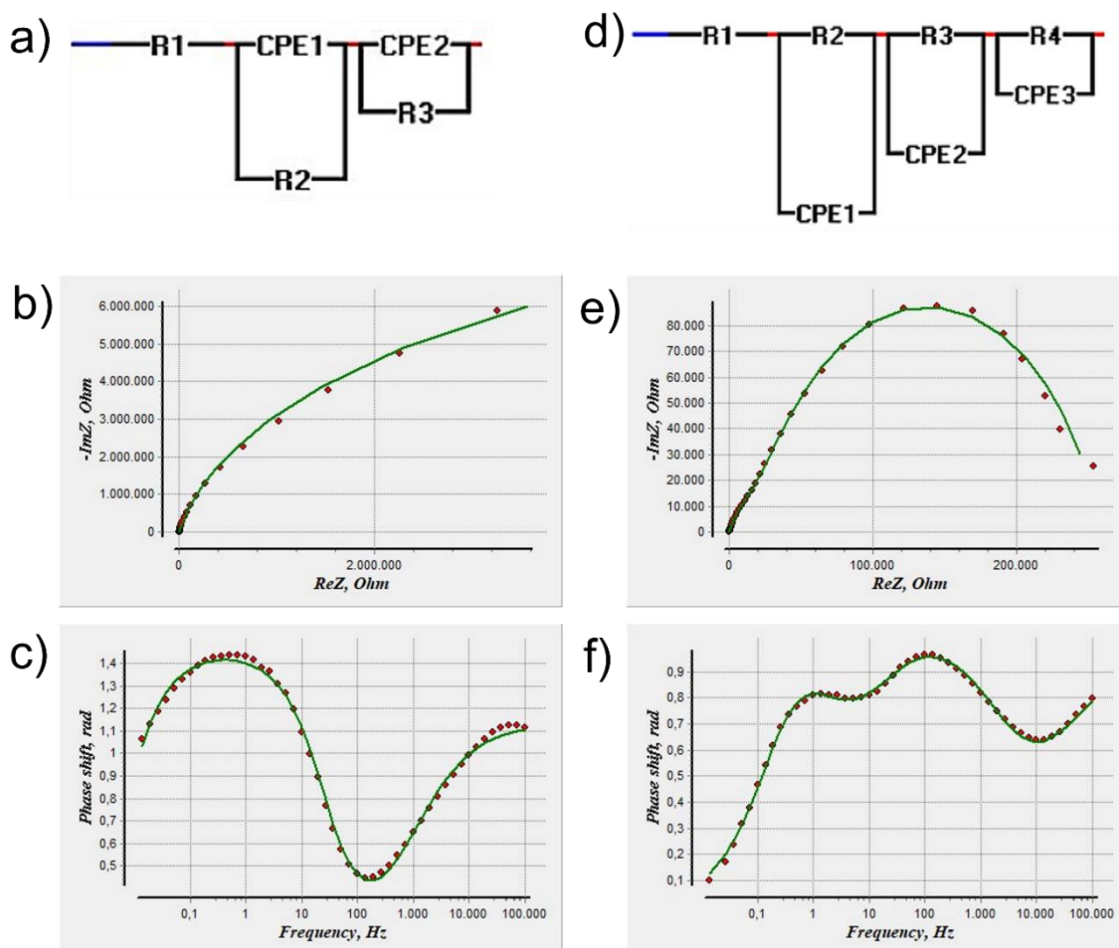 a)
R1 CPE1 CPE2
R3
R2
d)
R1 R2 R3 R4
CPE3
CPE2
CPE1
b)
-ImZ, Ohm
6.000.000
5.000.000
4.000.000
3.000.000
2.000.000
1.000.000
0
0 2.000.000
ReZ, Ohm
e)
-ImZ, Ohm
80.000
70.000
60.000
50.000
40.000
30.000
20.000
10.000
0
0 100.000 200.000
ReZ, Ohm
c)
Phase shift, rad
1,4
1,3
1,2
1,1
1
0,9
0,8
0,7
0,6
0,5
0,1 1 10 100 1.000 10.000 100.000
Frequency, Hz
f)
Phase shift, rad
0,9
0,8
0,7
0,6
0,5
0,4
0,3
0,2
0,1
0,1 1 10 100 1.000 10.000 100.000
Frequency, Hz